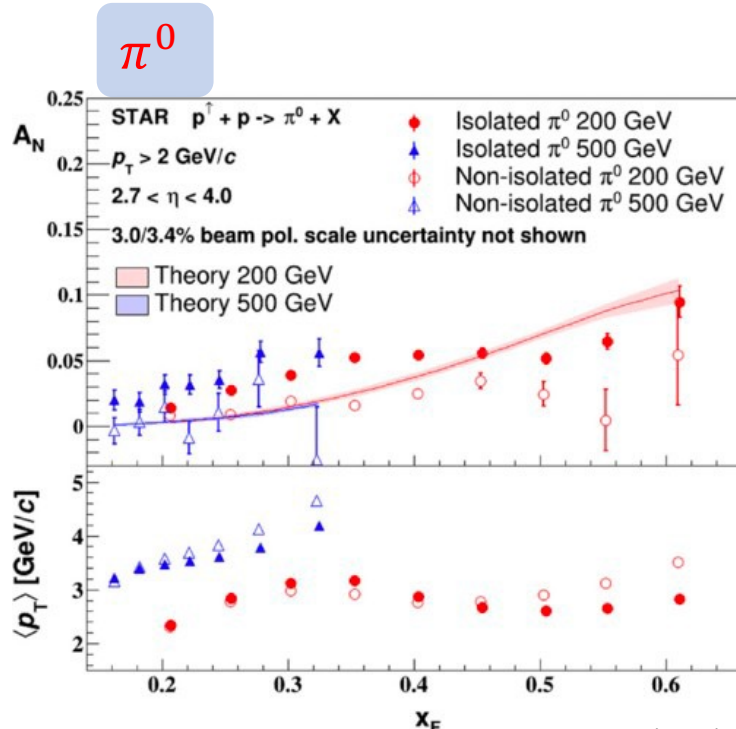 π⁰
STAR p↑ + p -> π⁰ + X
p_T > 2 GeV/c
2.7 < η < 4.0
3.0/3.4% beam pol. scale uncertainty not shown
Isolated π⁰ 200 GeV
Isolated π⁰ 500 GeV
Non-isolated π⁰ 200 GeV
Non-isolated π⁰ 500 GeV
Theory 200 GeV
Theory 500 GeV
A_N
0.25
0.2
0.15
0.1
0.05
0
⟨p_T⟩ [GeV/c]
5
4
3
2
0.2 0.3 0.4 0.5 0.6
x_F